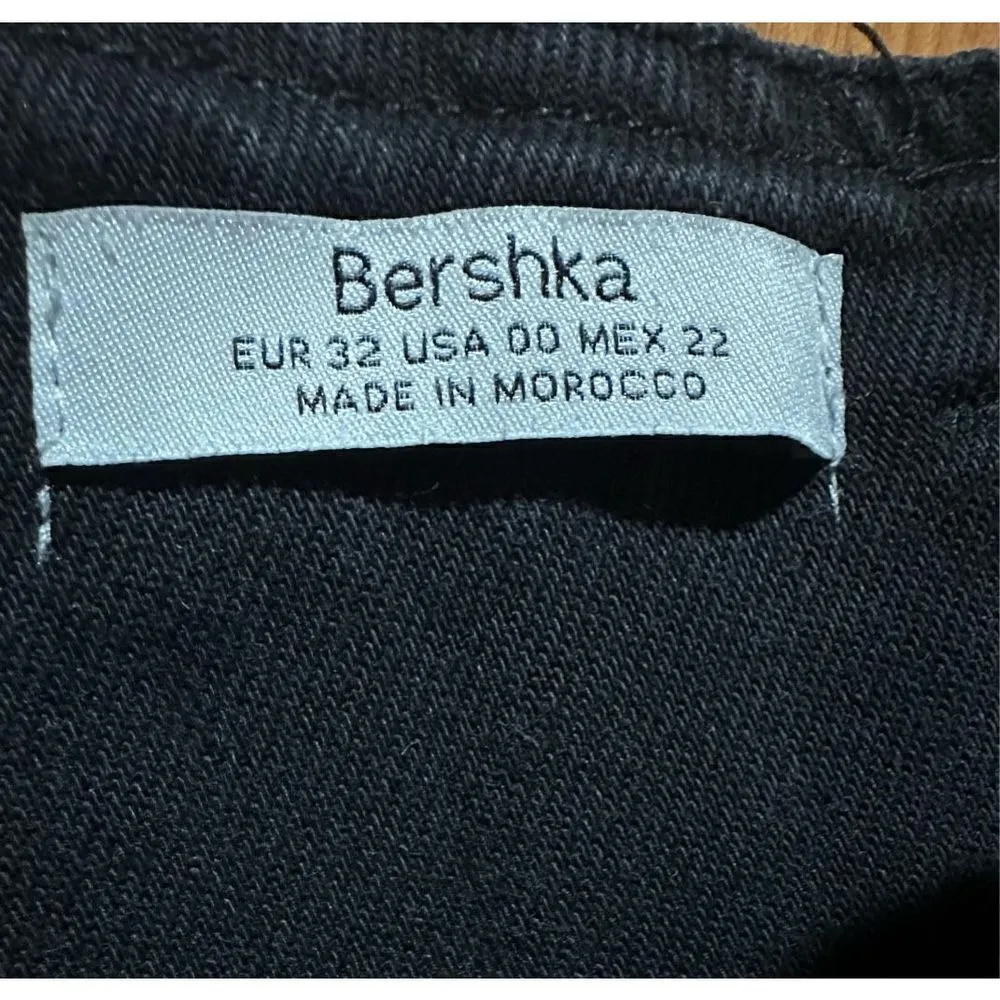 Bershka
EUR 32 USA 00 MEX 22
MADE IN MOROCCO